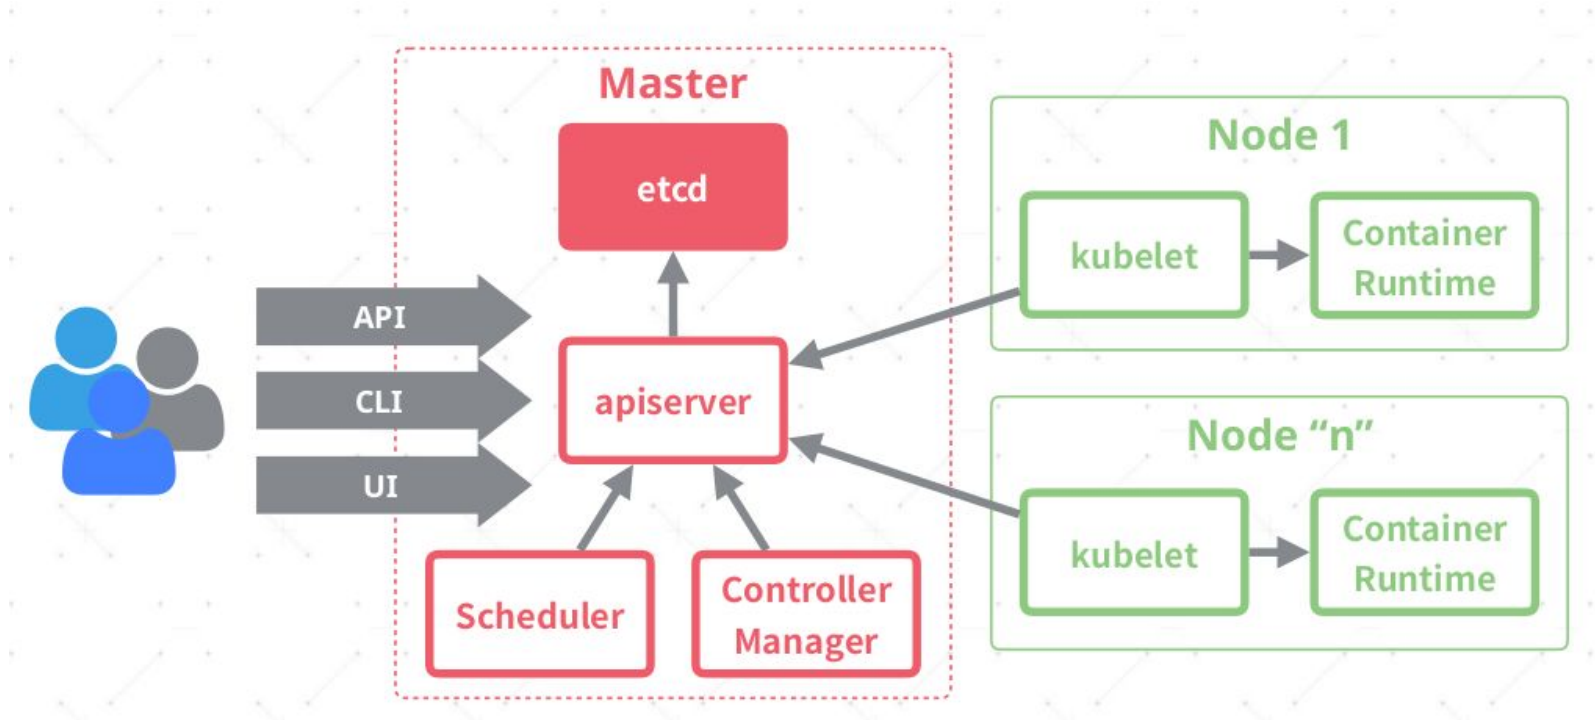 Master
etcd
API
CLI
UI
apiserver
Scheduler
Controller
Manager
Node 1
kubelet
Container
Runtime
Node “n”
kubelet
Container
Runtime